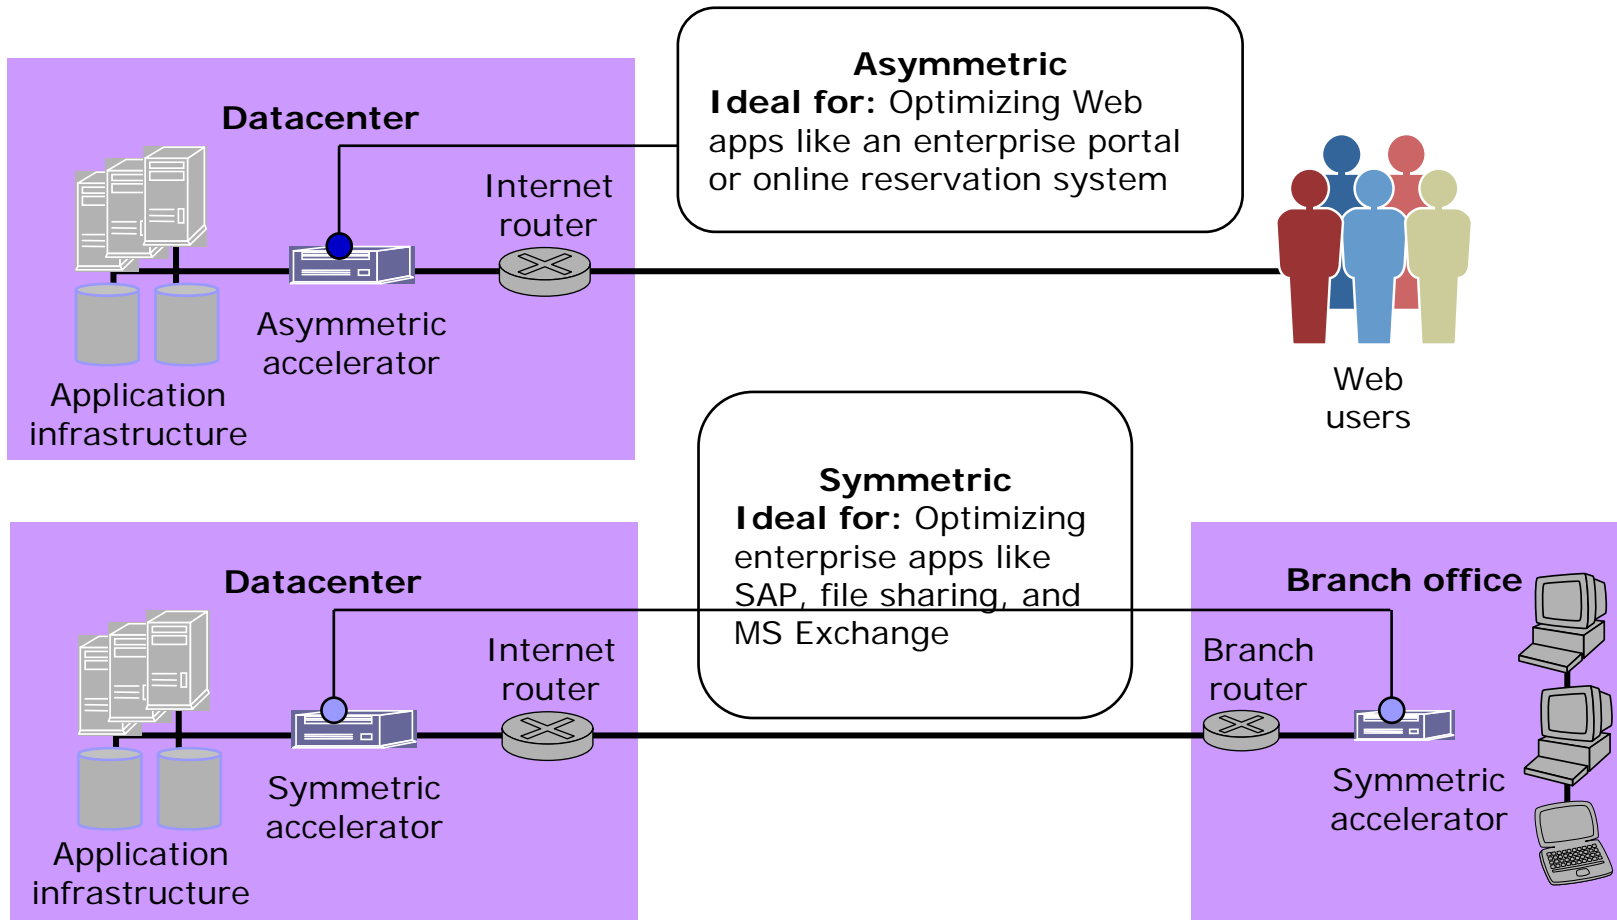 Asymmetric
Ideal for: Optimizing Web
apps like an enterprise portal
or online reservation system
Datacenter
Internet
router
Asymmetric
accelerator
Application
infrastructure
Web
users
Symmetric
Ideal for: Optimizing
enterprise apps like
SAP, file sharing, and
MS Exchange
Datacenter
Internet
router
Symmetric
accelerator
Application
infrastructure
Branch office
Branch
router
Symmetric
accelerator